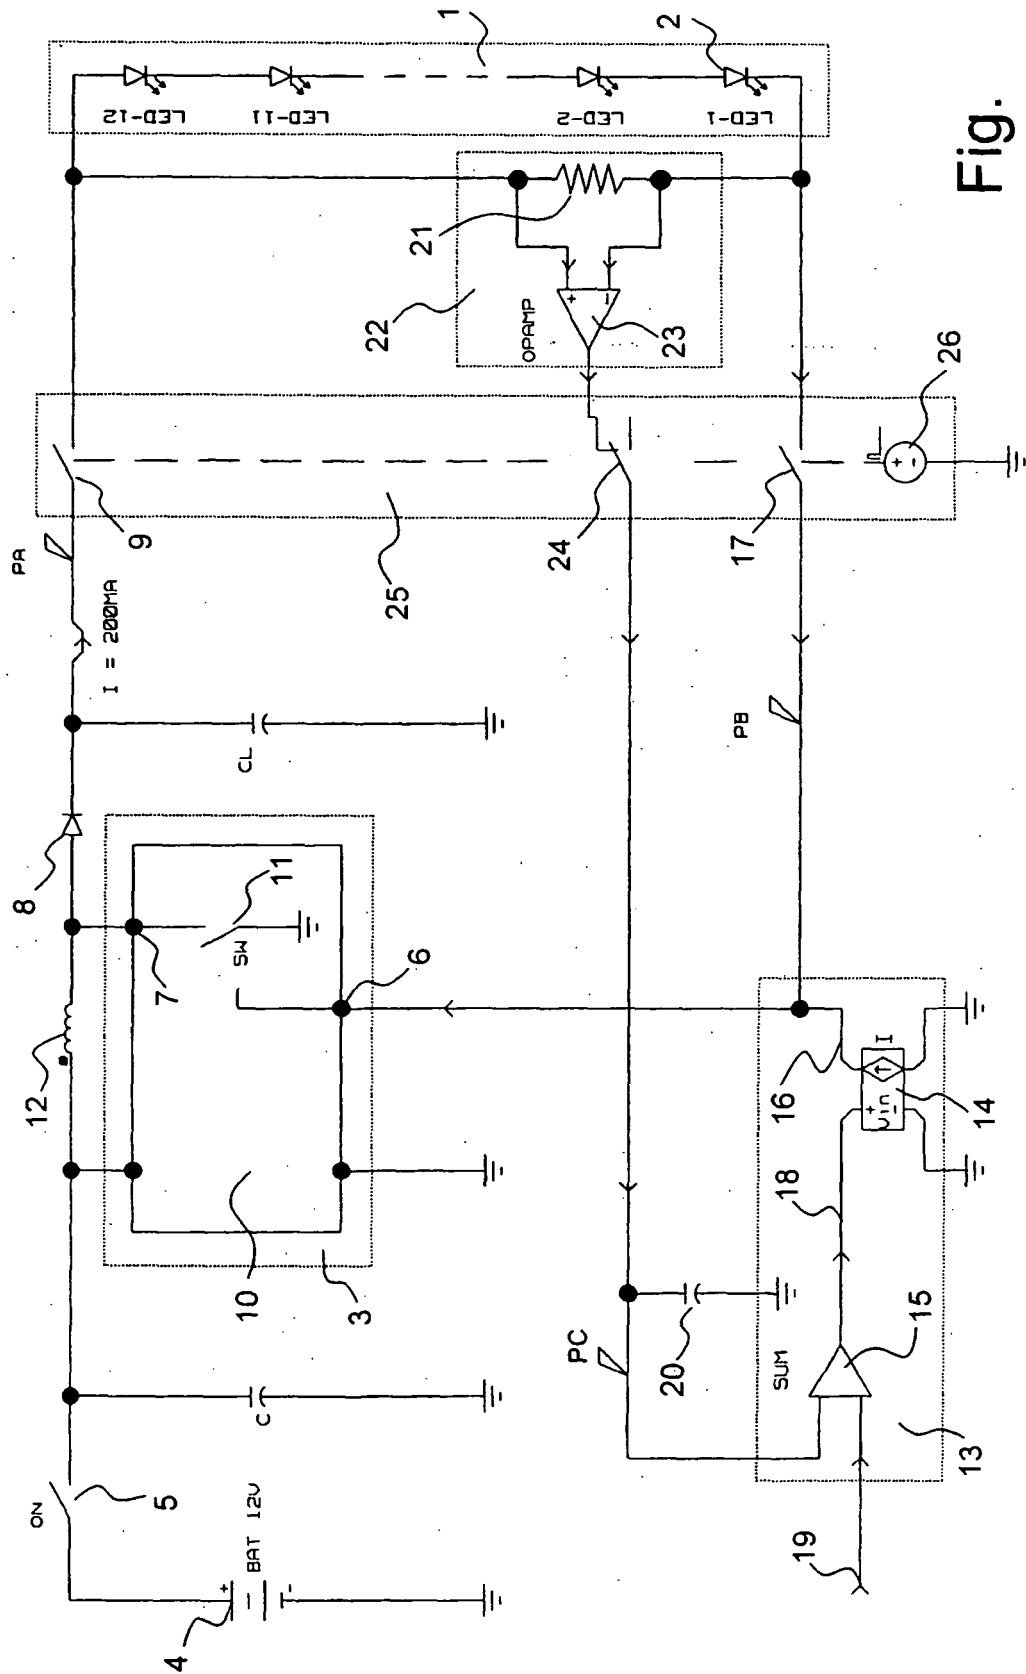 1
2
LED-12
LED-11
LED-2
LED-1
Fig.
21
22
OPAMP
+
−
23
26
+
-
9
24
17
25
PA
I = 200MA
PB
CL
8
11
SW
7
6
12
10
3
16
I
Vin
+
-
14
18
PC
20
SUM
15
13
19
C
ON
5
BAT 12V
+
-
4